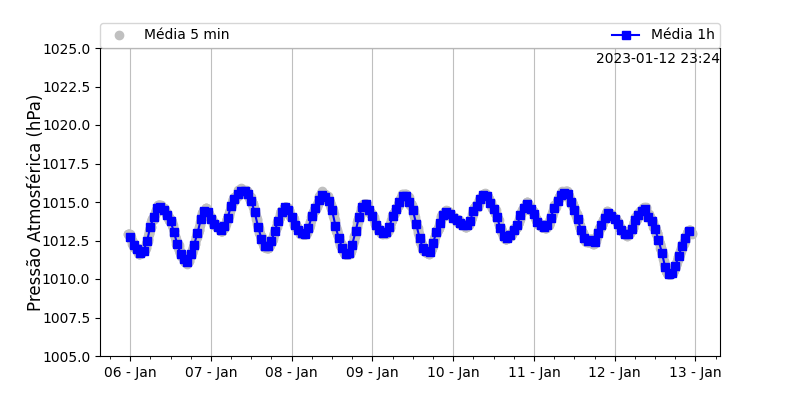 Média 5 min
Média 1h
2023-01-12 23:24
Pressão Atmosférica (hPa)
1025.0
1022.5
1020.0
1017.5
1015.0
1012.5
1010.0
1007.5
1005.0
06 - Jan
07 - Jan
08 - Jan
09 - Jan
10 - Jan
11 - Jan
12 - Jan
13 - Jan